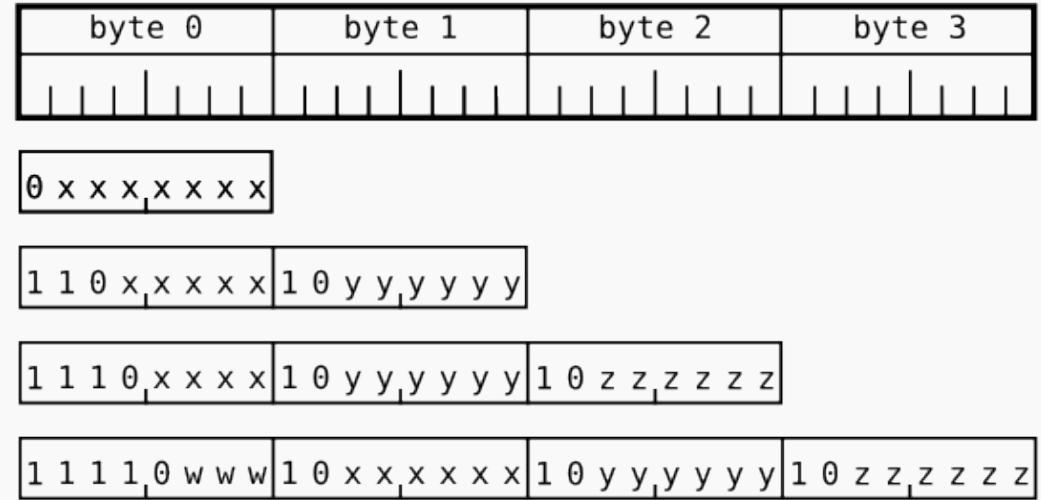 byte 0 byte 1 byte 2 byte 3
0 x x x x x x x
1 1 0 x x x x x 1 0 y y y y y y
1 1 1 0 x x x x 1 0 y y y y y y 1 0 z z z z z z
1 1 1 1 0 w w w 1 0 x x x x x x 1 0 y y y y y y 1 0 z z z z z z